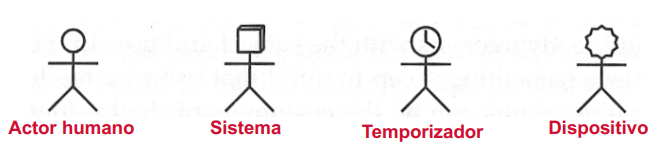 Actor humano
Sistema
Temporizador
Dispositivo